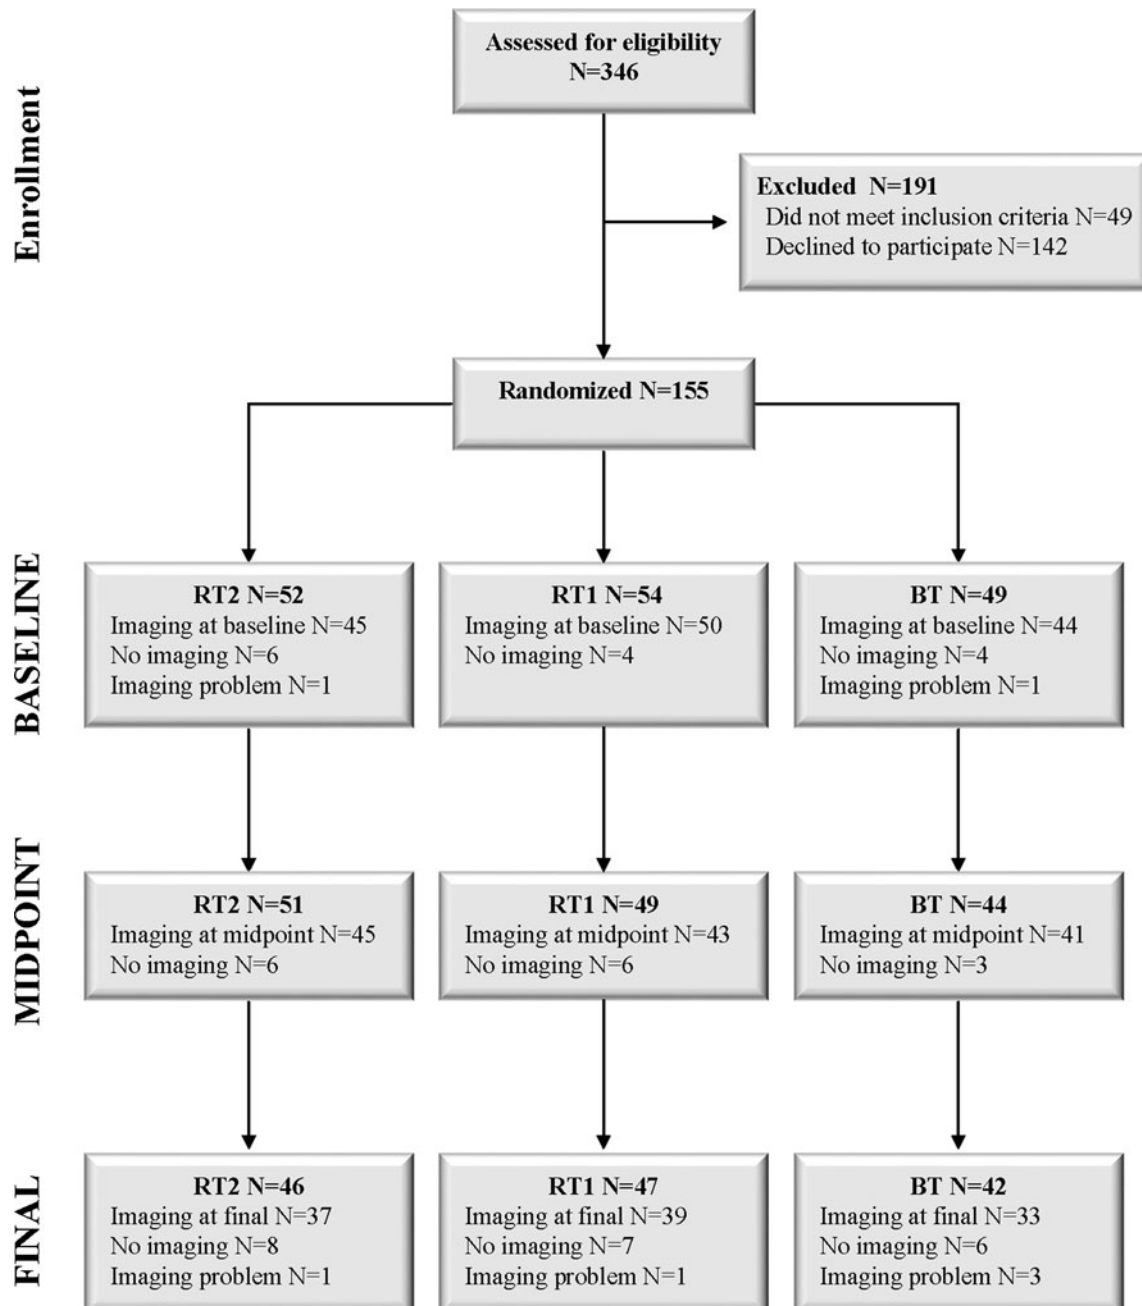 Enrollment
Assessed for eligibility
N=346
Excluded N=191
Did not meet inclusion criteria N=49
Declined to participate N=142
Randomized N=155
BASELINE
RT2 N=52
Imaging at baseline N=45
No imaging N=6
Imaging problem N=1
RT1 N=54
Imaging at baseline N=50
No imaging N=4
BT N=49
Imaging at baseline N=44
No imaging N=4
Imaging problem N=1
MIDPOINT
RT2 N=51
Imaging at midpoint N=45
No imaging N=6
RT1 N=49
Imaging at midpoint N=43
No imaging N=6
BT N=44
Imaging at midpoint N=41
No imaging N=3
FINAL
RT2 N=46
Imaging at final N=37
No imaging N=8
Imaging problem N=1
RT1 N=47
Imaging at final N=39
No imaging N=7
Imaging problem N=1
BT N=42
Imaging at final N=33
No imaging N=6
Imaging problem N=3